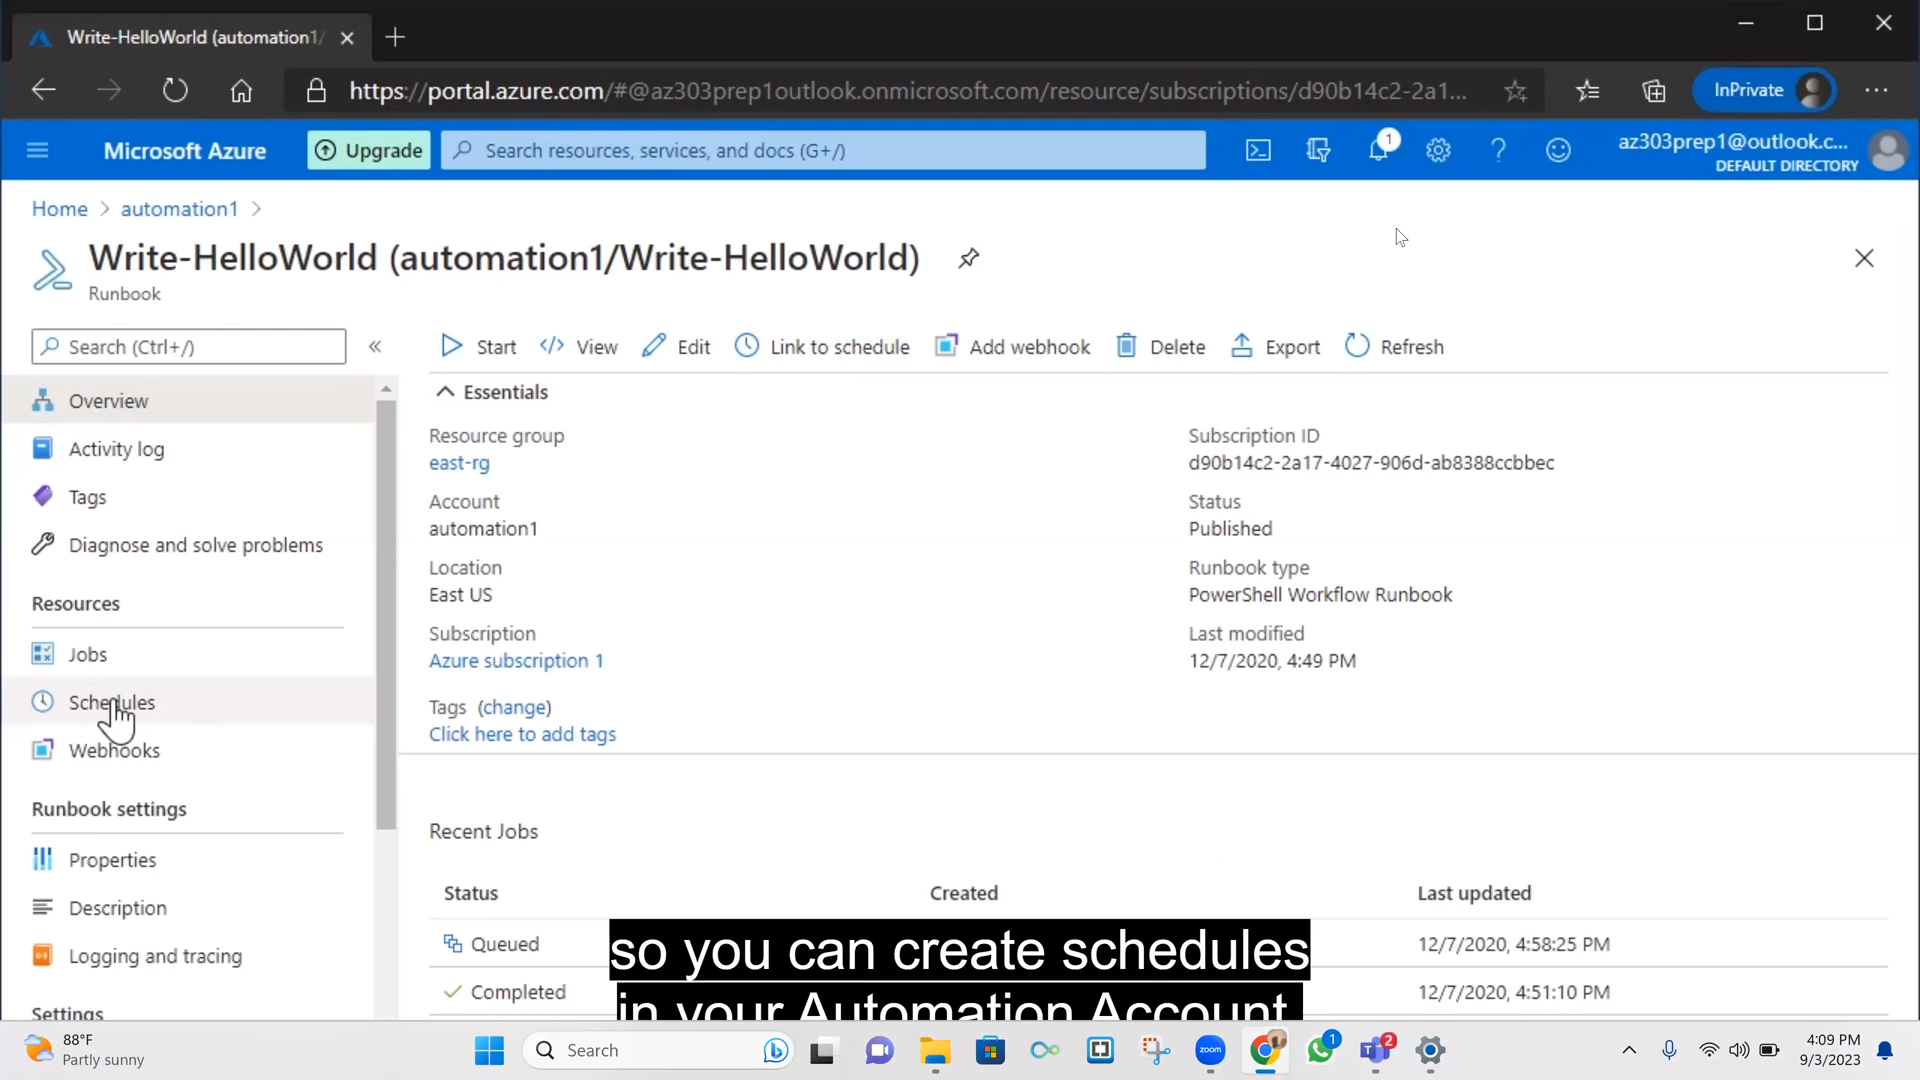 Write-HelloWorld (automation1/
https://portal.azure.com/#@az303prep1outlook.onmicrosoft.com/resource/subscriptions/d90b14c2-2a1...
InPrivate
Microsoft Azure
Upgrade
Search resources, services, and docs (G+/)
1
az303prep1@outlook.c...
DEFAULT DIRECTORY
Home > automation1 >
Write-HelloWorld (automation1/Write-HelloWorld)
Runbook
Search (Ctrl+/)
«
Start
View
Edit
Link to schedule
Add webhook
Delete
Export
Refresh
Overview
Activity log
Tags
Diagnose and solve problems
Resources
Jobs
Schedules
Webhooks
Runbook settings
Properties
Description
Logging and tracing
Settings
Essentials
Resource group
east-rg
Account
automation1
Location
East US
Subscription
Azure subscription 1
Tags (change)
Click here to add tags
Subscription ID
d90b14c2-2a17-4027-906d-ab8388ccbbec
Status
Published
Runbook type
PowerShell Workflow Runbook
Last modified
12/7/2020, 4:49 PM
Recent Jobs
Status Created Last updated
Queued 12/7/2020, 4:58:25 PM
Completed 12/7/2020, 4:51:10 PM
so you can create schedules
in your Automation Account
88°F
Partly sunny
Search
zoom
1
2
4:09 PM
9/3/2023